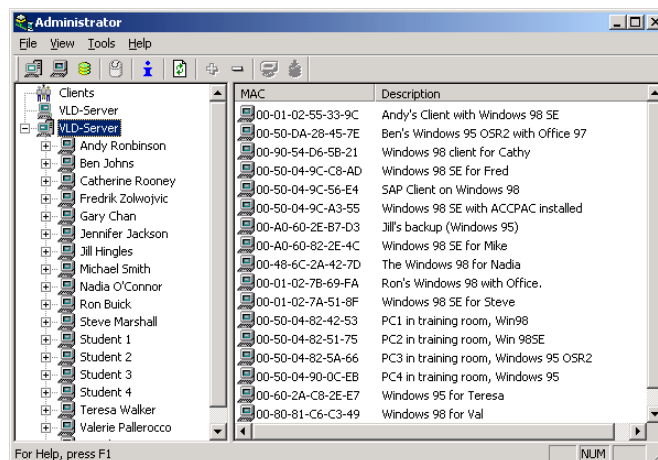 Administrator
File View Tools Help
Clients
VLD-Server
VLD-Server
Andy Ronbinson
Ben Johns
Catherine Rooney
Fredrik Zolwojvic
Gary Chan
Jennifer Jackson
Jill Hingles
Michael Smith
Nadia O'Connor
Ron Buick
Steve Marshall
Student 1
Student 2
Student 3
Student 4
Teresa Walker
Valerie Pallerocco
MAC Description
00-01-02-55-33-9C Andy's Client with Windows 98 SE
00-50-DA-28-45-7E Ben's Windows 95 OSR2 with Office 97
00-90-54-D6-5B-21 Windows 98 client for Cathy
00-50-04-9C-C8-AD Windows 98 SE for Fred
00-50-04-9C-56-E4 SAP Client on Windows 98
00-50-04-9C-A3-55 Windows 98 SE with ACCPAC installed
00-A0-60-2E-B7-D3 Jill's backup (Windows 95)
00-A0-60-82-2E-4C Windows 98 SE for Mike
00-48-6C-2A-42-7D The Windows 98 for Nadia
00-01-02-7B-69-FA Ron's Windows 98 with Office.
00-01-02-7A-51-8F Windows 98 SE for Steve
00-50-04-82-42-53 PC1 in training room, Win98
00-50-04-82-51-75 PC2 in training room, Win 98SE
00-50-04-82-5A-66 PC3 in training room, Windows 95 OSR2
00-50-04-90-0C-EB PC4 in training room, Windows 95
00-60-2A-C8-2E-E7 Windows 95 for Teresa
00-80-81-C6-C3-49 Windows 98 for Val
For Help, press F1
NUM